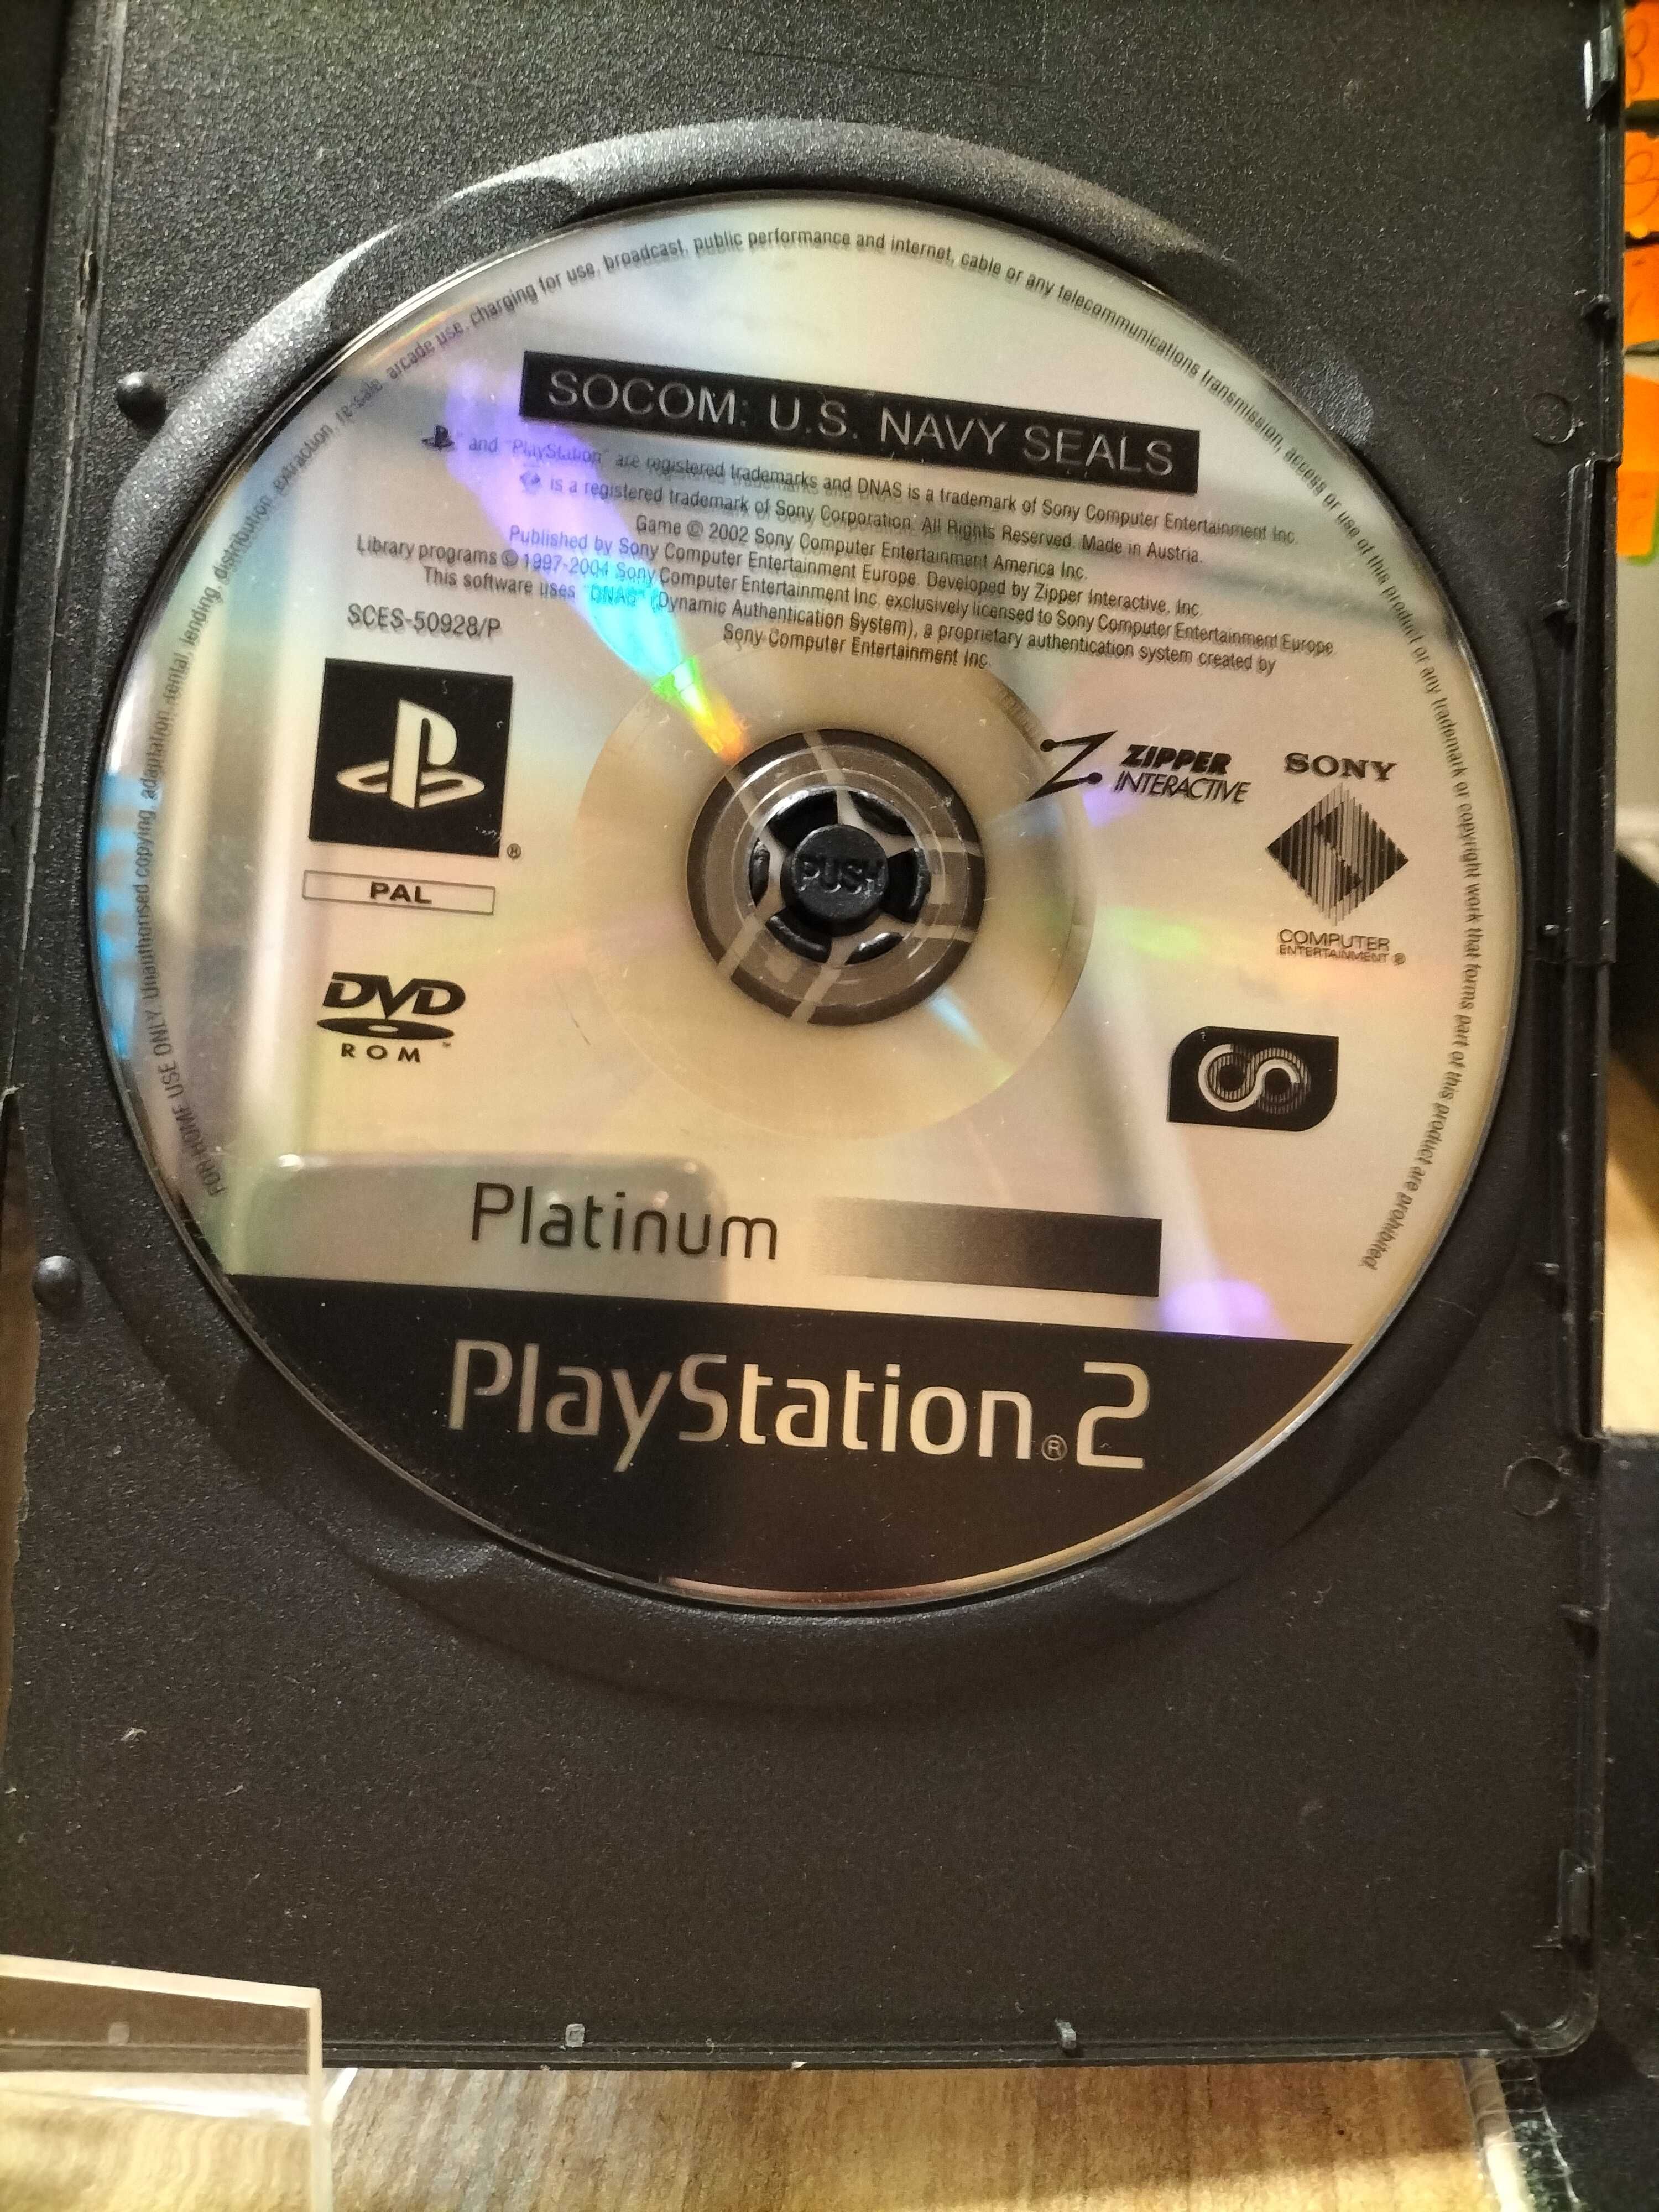 FOR HOME USE ONLY. Unauthorised copying, adaptation, rental, lending, distribution, extraction, re-sale, arcade use, charging for use, broadcast, public performance and internet, cable or any telecommunications transmission, access or use of this product or any trademark or copyright work that forms part of this product are prohibited.
SOCOM: U.S. NAVY SEALS
" " and "PlayStation" are registered trademarks and DNAS is a trademark of Sony Computer Entertainment Inc.
" " is a registered trademark of Sony Corporation. All Rights Reserved. Made in Austria.
Game © 2002 Sony Computer Entertainment America Inc.
Published by Sony Computer Entertainment Europe. Developed by Zipper Interactive, Inc.
Library programs © 1997-2004 Sony Computer Entertainment Inc. exclusively licensed to Sony Computer Entertainment Europe.
This software uses "DNAS" (Dynamic Authentication System), a proprietary authentication system created by
Sony Computer Entertainment Inc.
SCES-50928/P
®
PAL
DVD
ROM
™
PUSH
ZIPPER
INTERACTIVE
SONY
COMPUTER
ENTERTAINMENT ®
Platinum
PlayStation®2